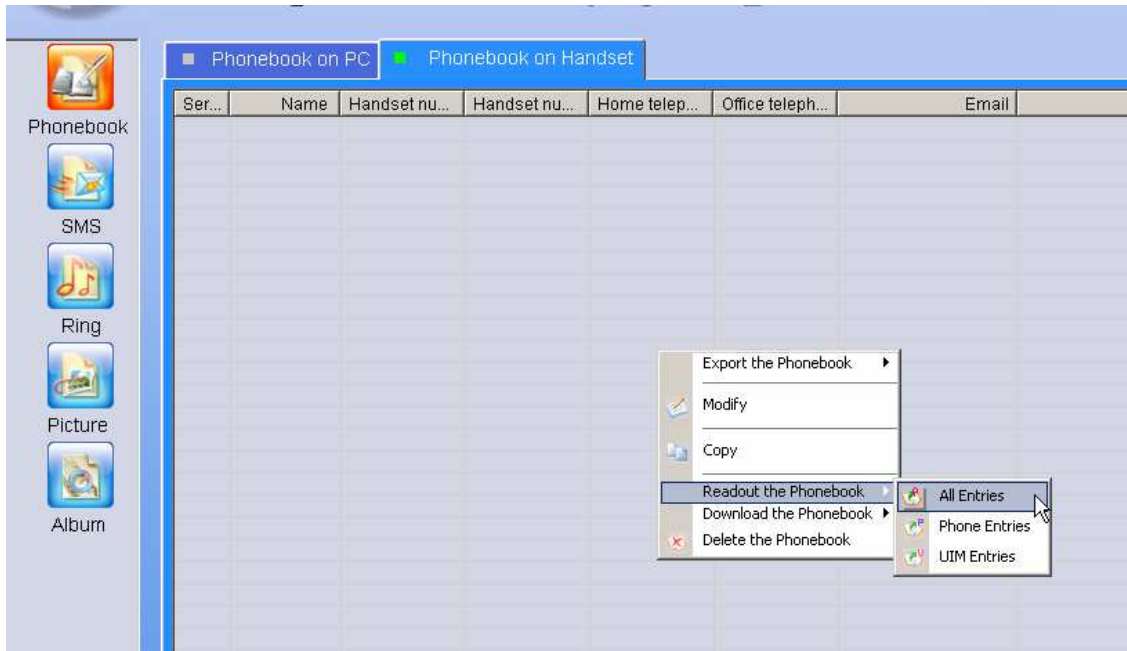 Phonebook on PC
Phonebook on Handset
Ser...
Name
Handset nu...
Handset nu...
Home telep...
Office teleph...
Email
Phonebook
SMS
Ring
Picture
Album
Export the Phonebook
Modify
Copy
Readout the Phonebook
Download the Phonebook
Delete the Phonebook
All Entries
Phone Entries
UIM Entries